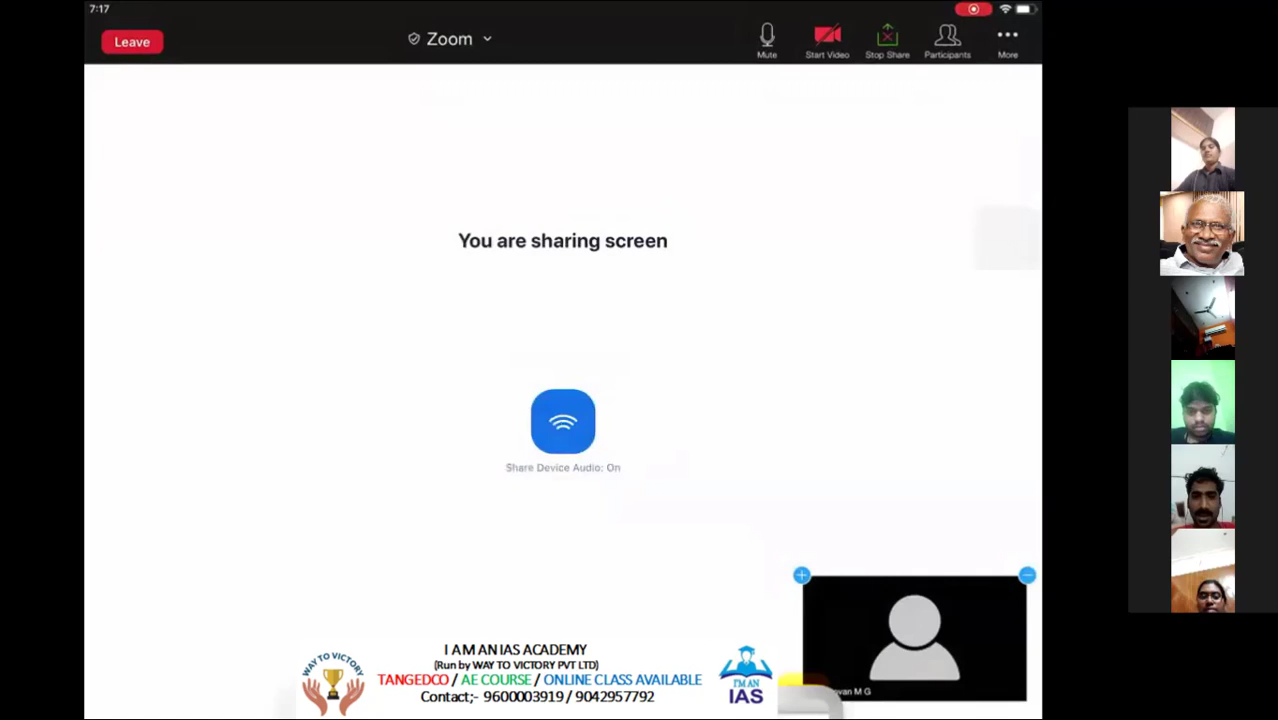 7:17
Leave
Zoom
Mute
Start Video
Stop Share
Participants
More
You are sharing screen
Share Device Audio: On
WAY TO VICTORY
I AM AN IAS ACADEMY
(Run by WAY TO VICTORY PVT LTD)
TANGEDCO / AE COURSE / ONLINE CLASS AVAILABLE
Contact;- 9600003919 / 9042957792
I'M AN
IAS
M G